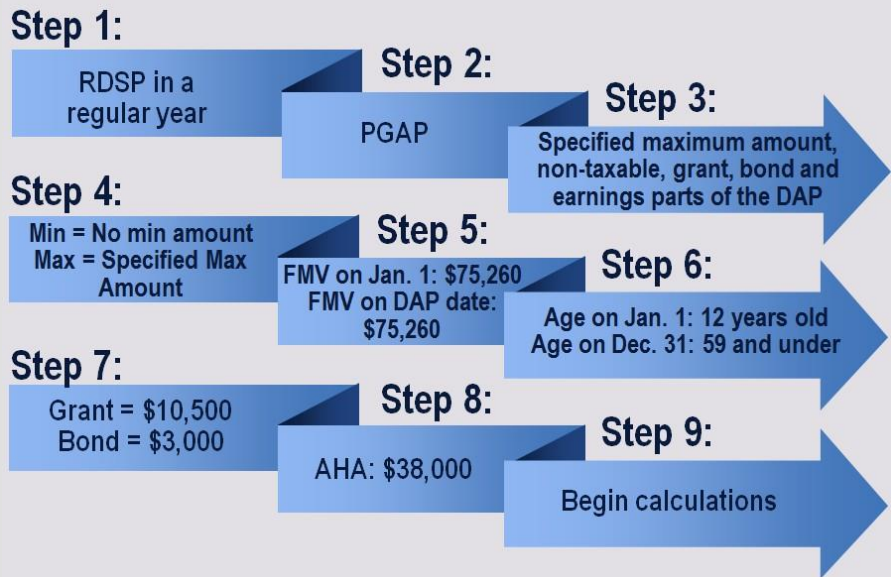 Step 1:
RDSP in a
regular year
Step 2:
PGAP
Step 3:
Specified maximum amount,
non-taxable, grant, bond and
earnings parts of the DAP
Step 4:
Min = No min amount
Max = Specified Max
Amount
Step 5:
FMV on Jan. 1: $75,260
FMV on DAP date:
$75,260
Step 6:
Age on Jan. 1: 12 years old
Age on Dec. 31: 59 and under
Step 7:
Grant = $10,500
Bond = $3,000
Step 8:
AHA: $38,000
Step 9:
Begin calculations